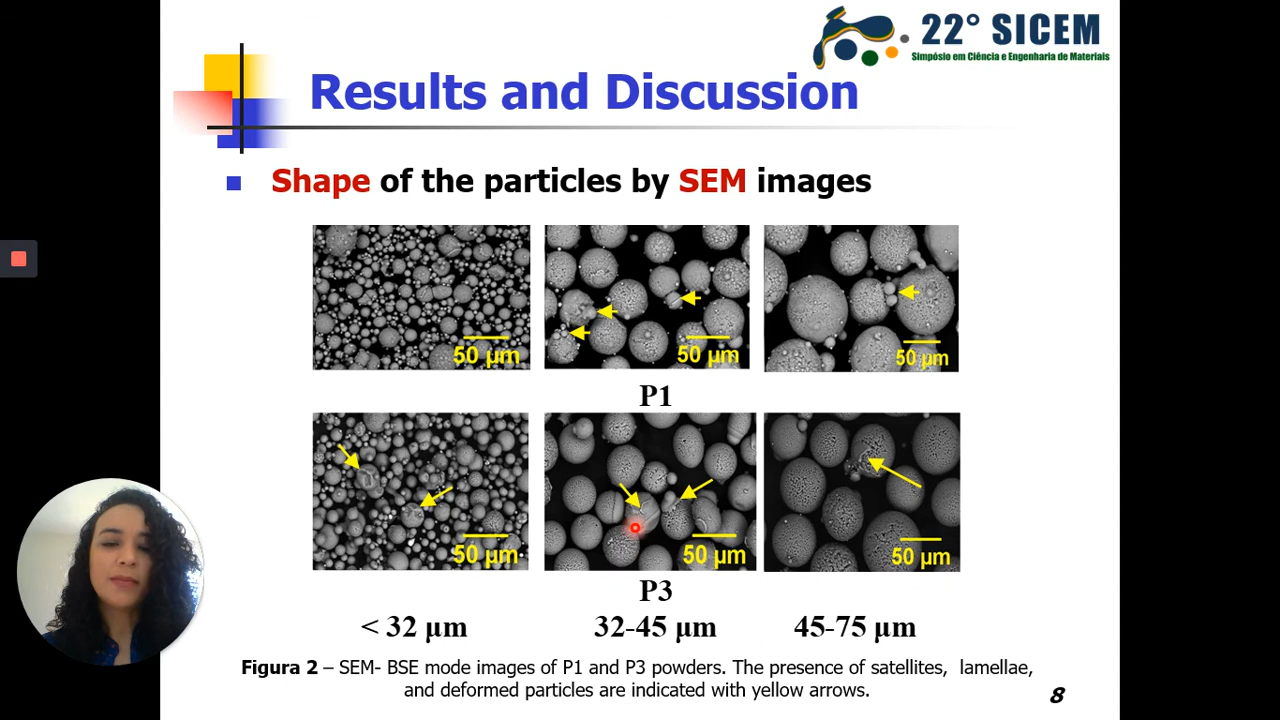 22° SICEM
Simpósio em Ciência e Engenharia de Materiais
Results and Discussion
Shape of the particles by SEM images
50 µm
50 µm
50 µm
P1
50 µm
50 µm
50 µm
P3
< 32 µm
32-45 µm
45-75 µm
Figura 2 – SEM- BSE mode images of P1 and P3 powders. The presence of satellites, lamellae,
and deformed particles are indicated with yellow arrows.
8